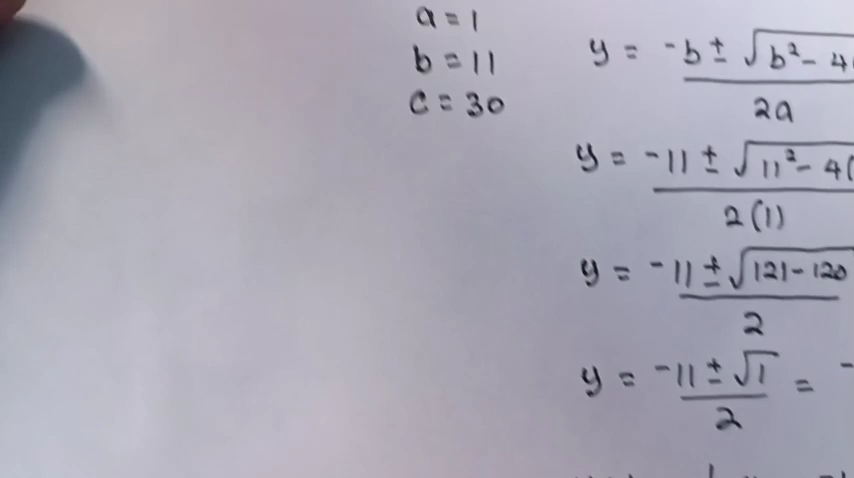 a = 1
b = 11
c = 30
y = -b ± √b² - 4
2a
y = -11 ± √11² - 4(
2(1)
y = -11 ± √121 - 120
2
y = -11 ± √1 = -
2